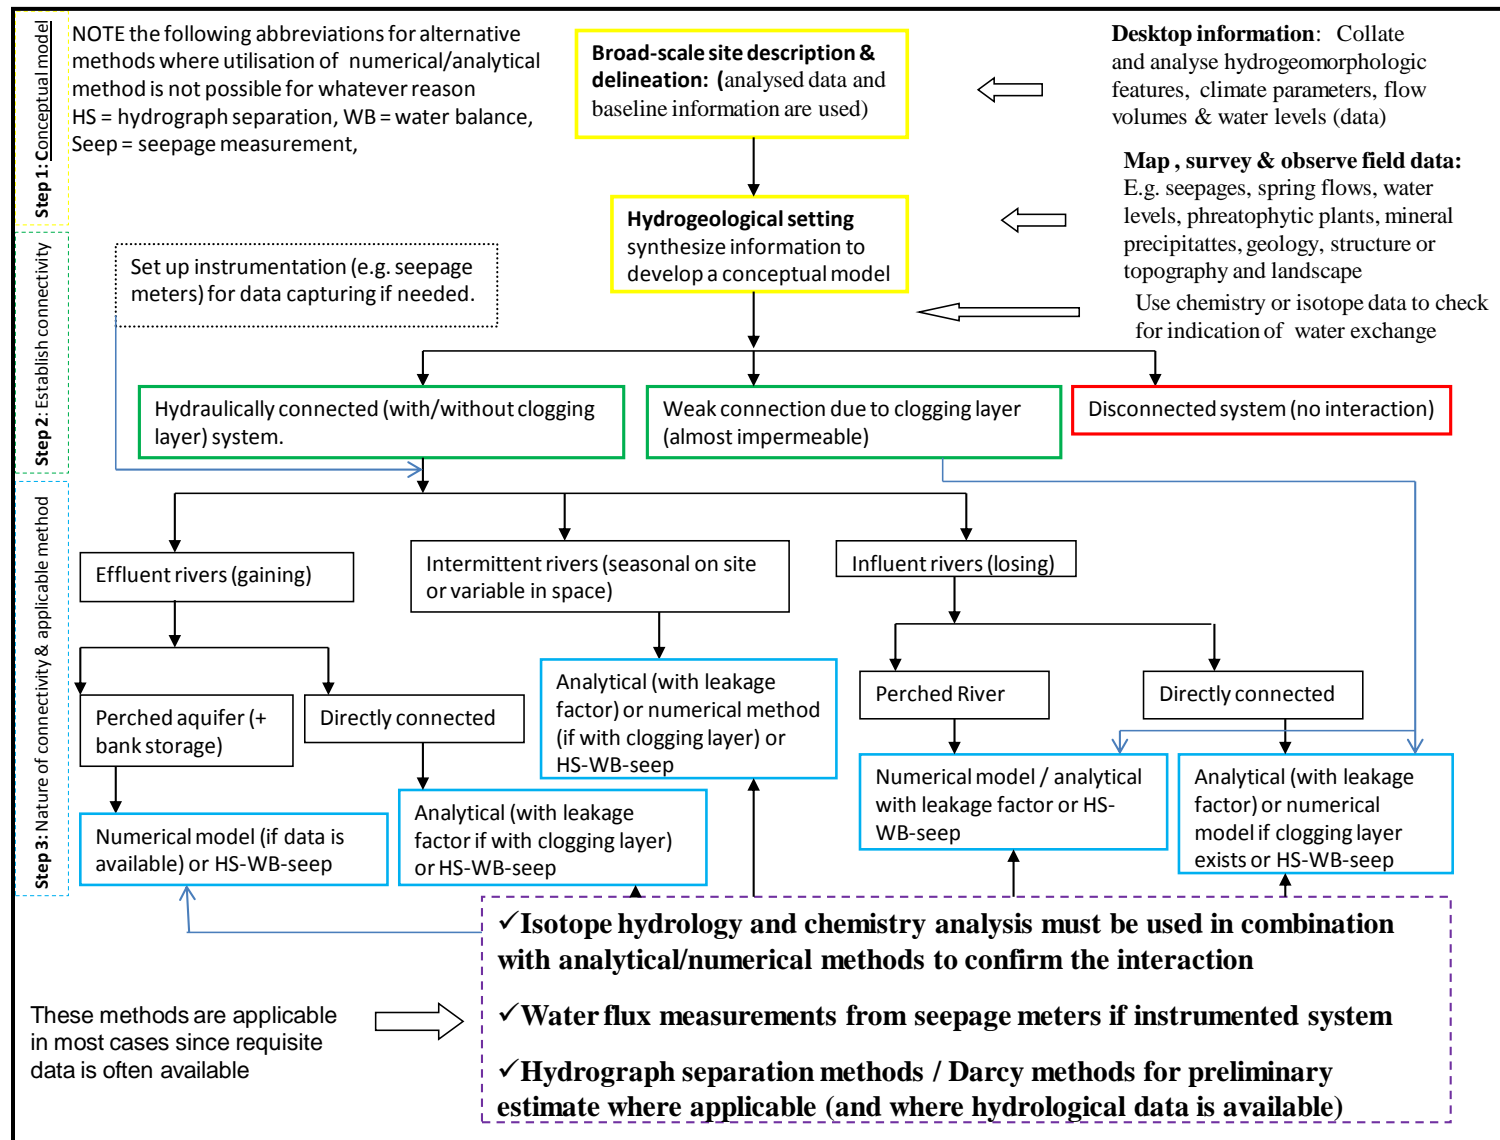 Step 1: Conceptual model
NOTE the following abbreviations for alternative
methods where utilisation of numerical/analytical
method is not possible for whatever reason
HS = hydrograph separation, WB = water balance,
Seep = seepage measurement,
Broad-scale site description &
delineation: (analysed data and
baseline information are used)
Desktop information: Collate
and analyse hydrogeomorphologic
features, climate parameters, flow
volumes & water levels (data)
Map , survey & observe field data:
E.g. seepages, spring flows, water
levels, phreatophytic plants, mineral
precipitattes, geology, structure or
topography and landscape
Hydrogeological setting
synthesize information to
develop a conceptual model
Use chemistry or isotope data to check
for indication of water exchange
Step 2: Establish connectivity
Set up instrumentation (e.g. seepage
meters) for data capturing if needed.
Hydraulically connected (with/without clogging
layer) system.
Weak connection due to clogging layer
(almost impermeable)
Disconnected system (no interaction)
Step 3: Nature of connectivity & applicable method
Effluent rivers (gaining)
Intermittent rivers (seasonal on site
or variable in space)
Influent rivers (losing)
Perched aquifer (+
bank storage)
Directly connected
Analytical (with leakage
factor) or numerical method
(if with clogging layer) or
HS-WB-seep
Perched River
Directly connected
Numerical model (if data is
available) or HS-WB-seep
Analytical (with leakage
factor if with clogging layer)
or HS-WB-seep
Numerical model / analytical
with leakage factor or HS-
WB-seep
Analytical (with leakage
factor) or numerical
model if clogging layer
exists or HS-WB-seep
These methods are applicable
in most cases since requisite
data is often available
✓Isotope hydrology and chemistry analysis must be used in combination
with analytical/numerical methods to confirm the interaction
✓Water flux measurements from seepage meters if instrumented system
✓Hydrograph separation methods / Darcy methods for preliminary
estimate where applicable (and where hydrological data is available)